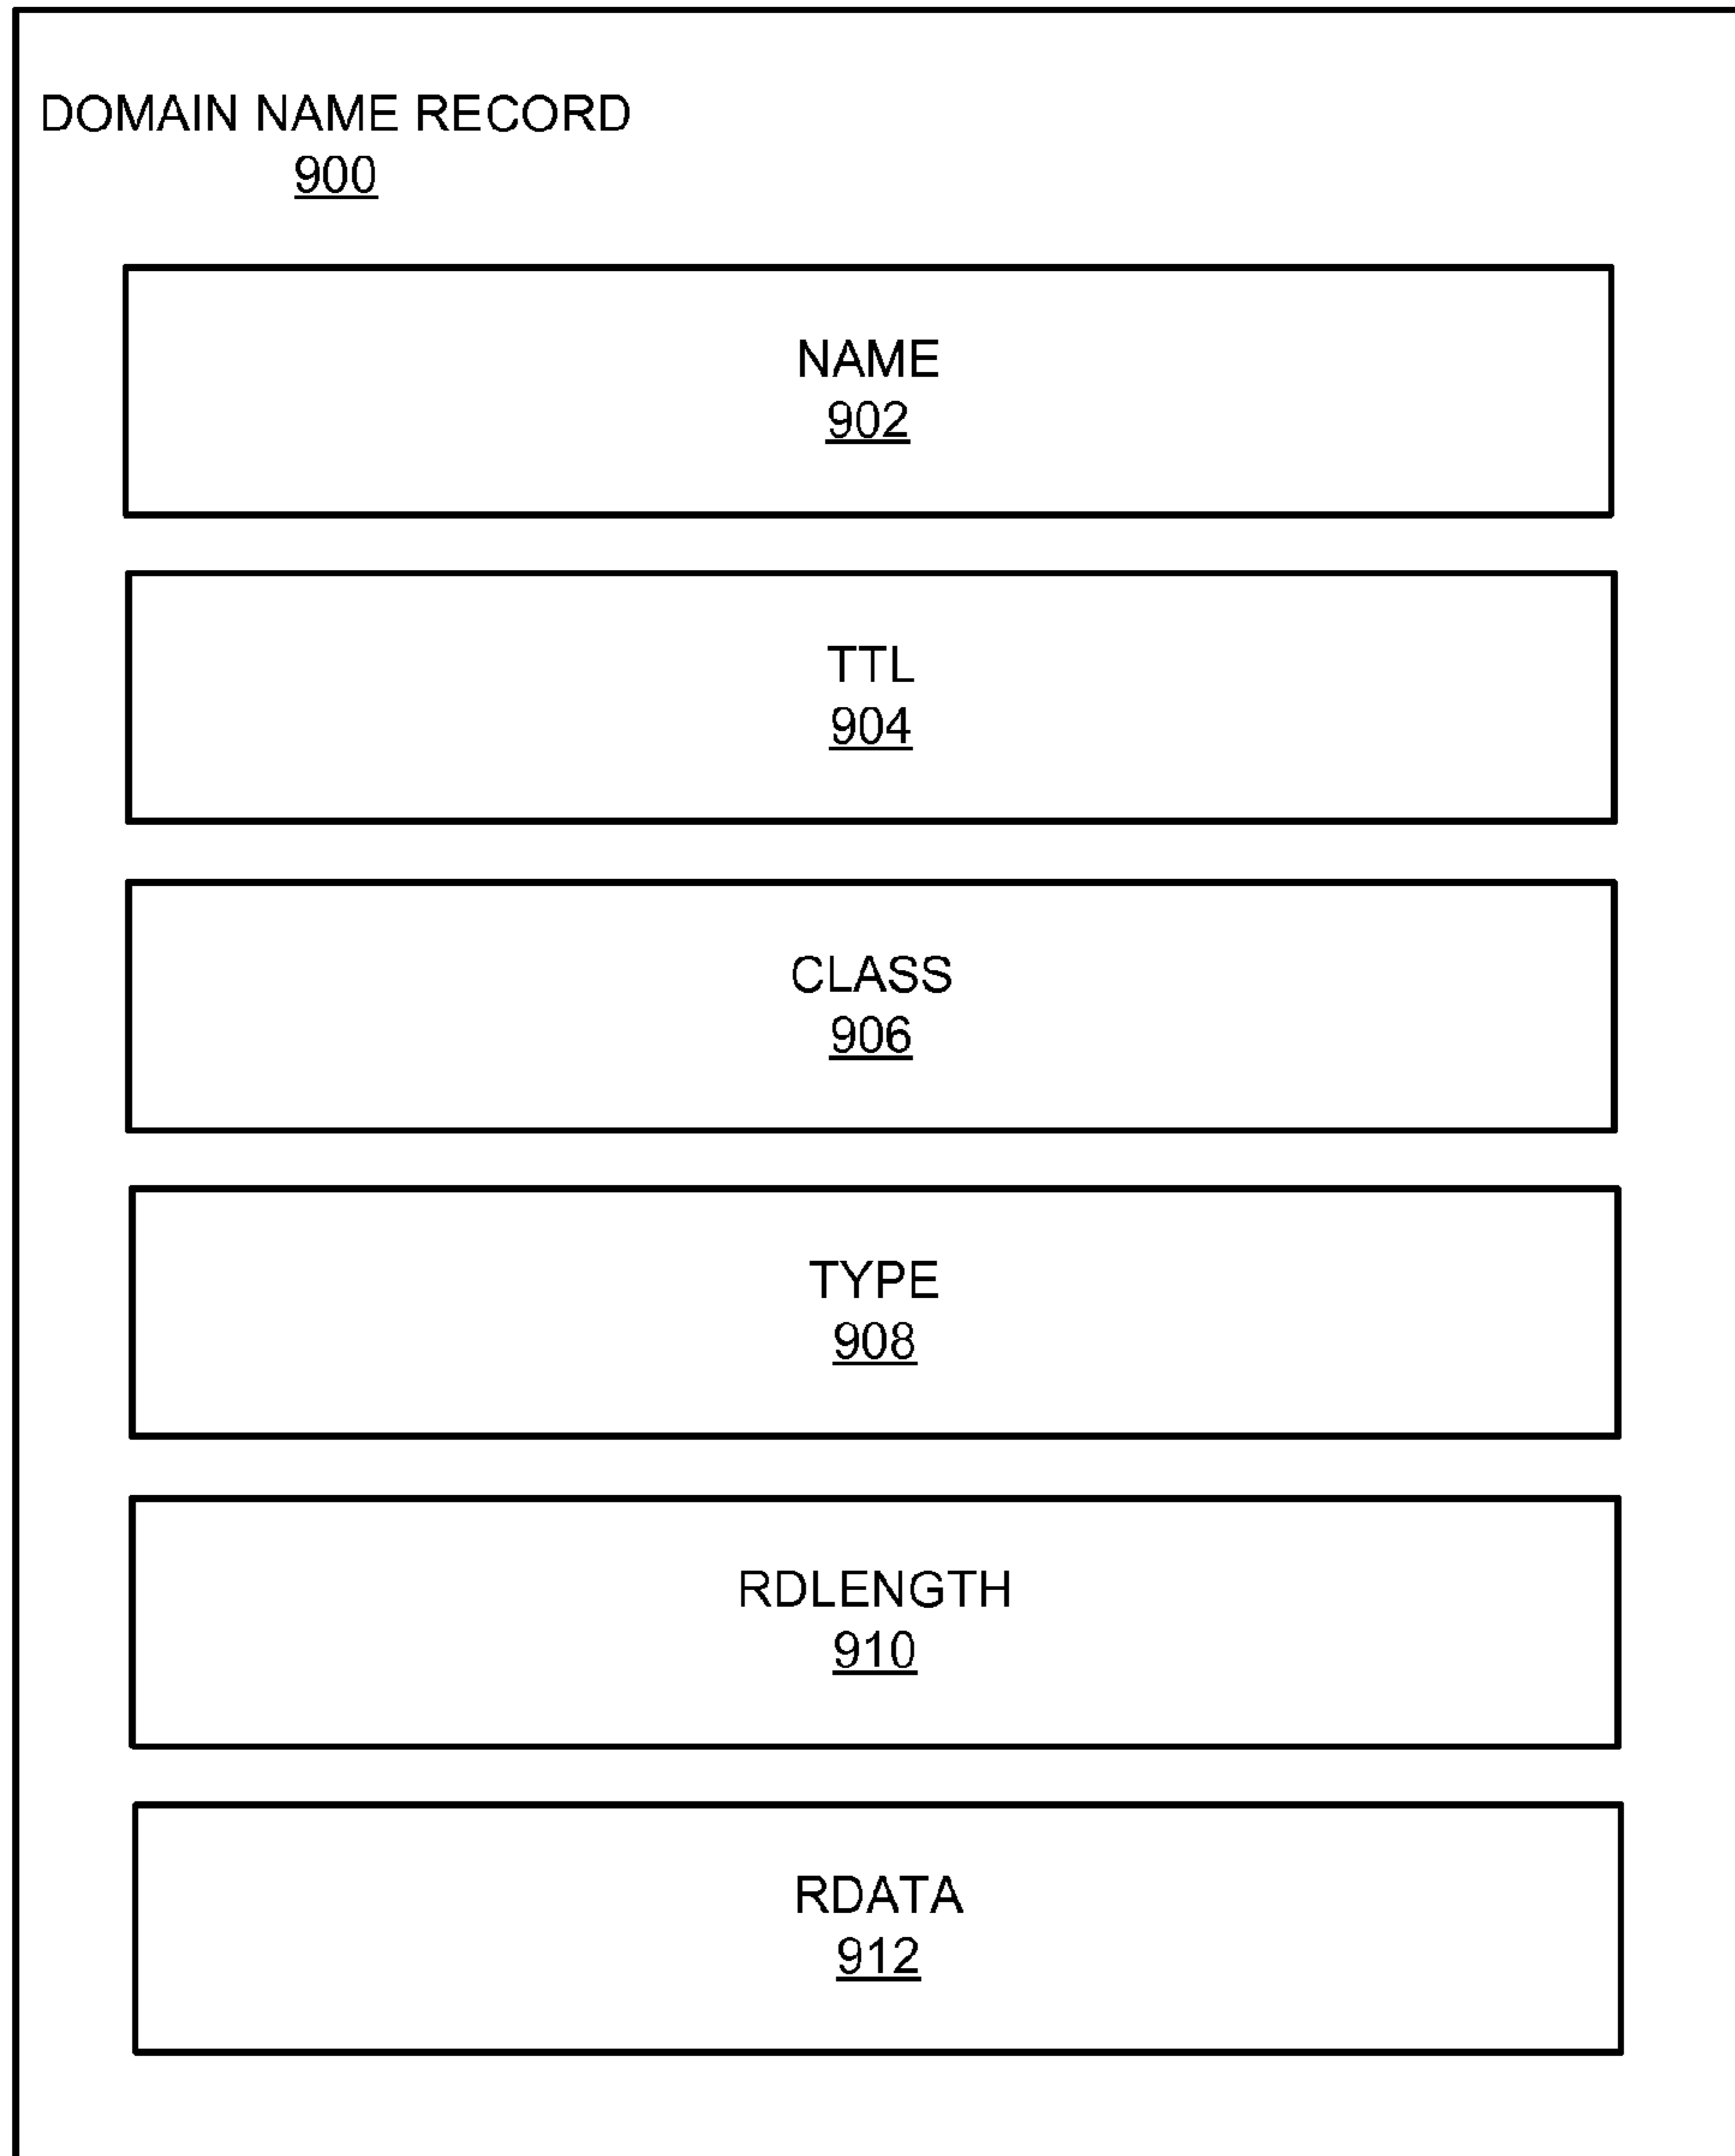 DOMAIN NAME RECORD
900
NAME
902
TTL
904
CLASS
906
TYPE
908
RDLENGTH
910
RDATA
912